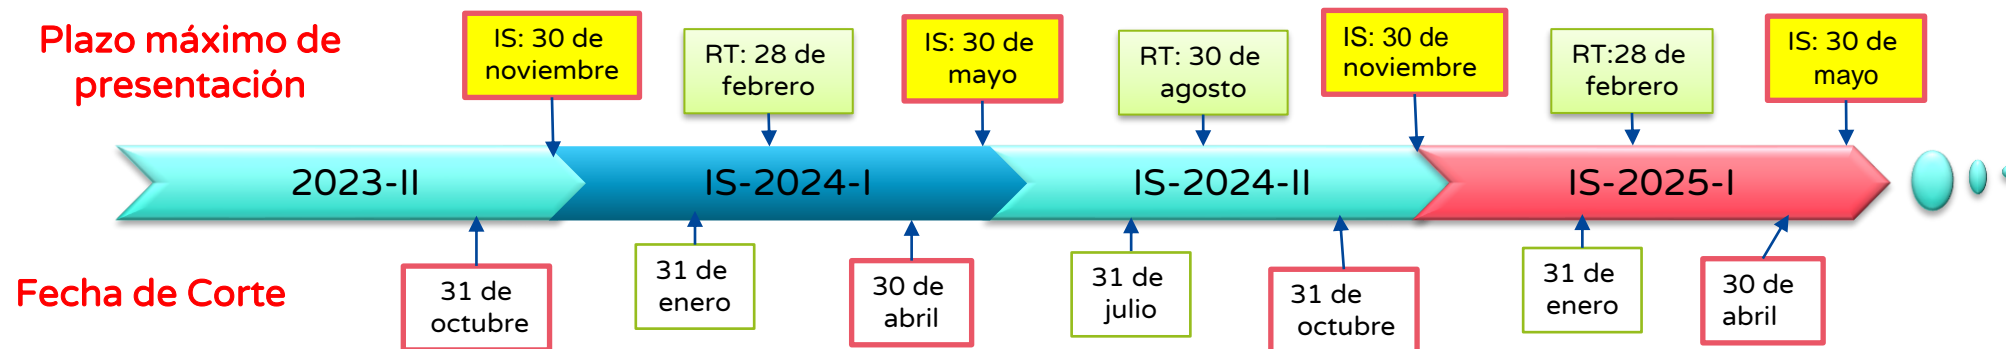 Plazo máximo de
presentación
IS: 30 de
noviembre
RT: 28 de
febrero
IS: 30 de
mayo
RT: 30 de
agosto
IS: 30 de
noviembre
RT:28 de
febrero
IS: 30 de
mayo
2023-II
IS-2024-I
IS-2024-II
IS-2025-I
Fecha de Corte
31 de
octubre
31 de
enero
30 de
abril
31 de
julio
31 de
octubre
31 de
enero
30 de
abril